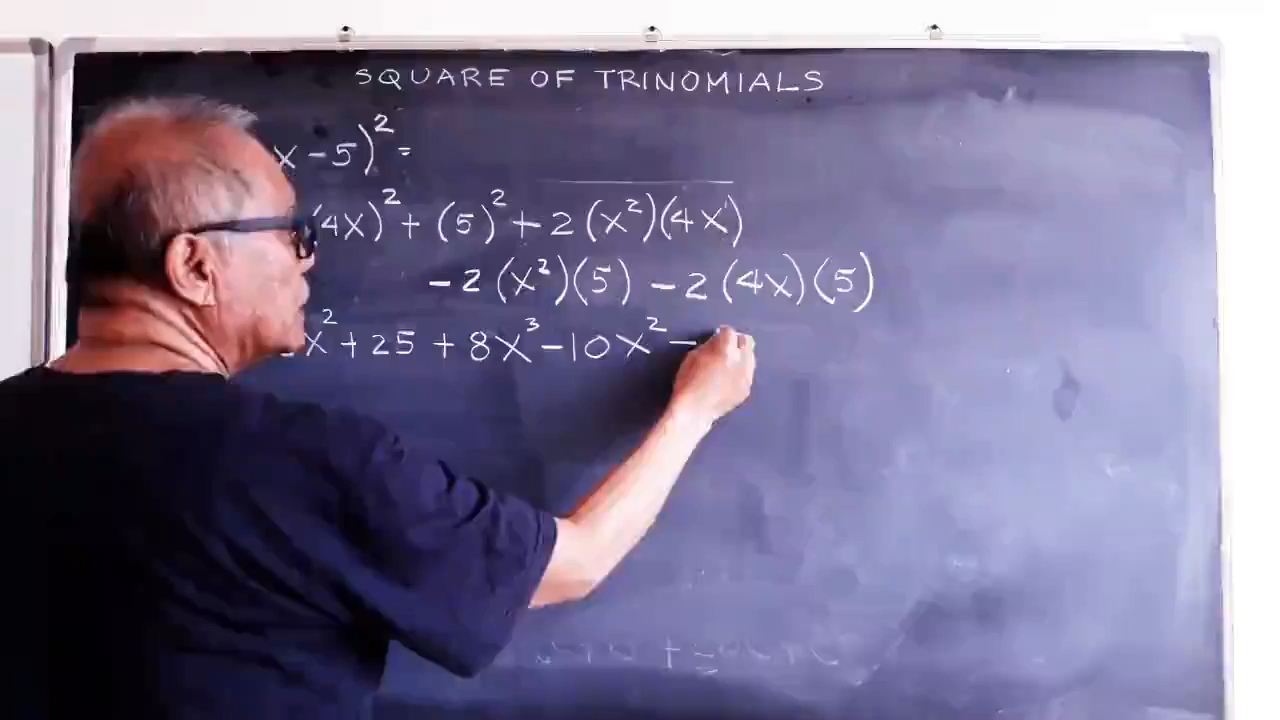 SQUARE OF TRINOMIALS
x - 5)² =
(4x)² + (5)² + 2(x²)(4x)
-2(x²)(5) -2(4x)(5)
x² + 25 + 8x³ - 10x² -